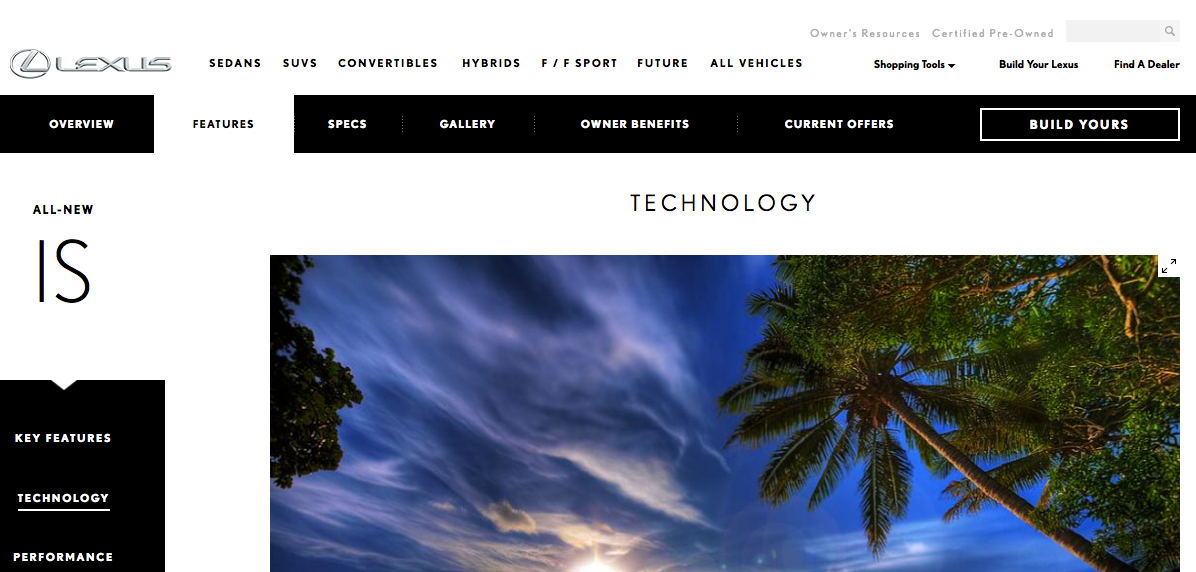 Owner's Resources Certified Pre-Owned
LEXUS SEDANS SUVS CONVERTIBLES HYBRIDS F / F SPORT FUTURE ALL VEHICLES Shopping Tools Build Your Lexus Find A Dealer
OVERVIEW FEATURES SPECS GALLERY OWNER BENEFITS CURRENT OFFERS BUILD YOURS
TECHNOLOGY
ALL-NEW
IS
KEY FEATURES
TECHNOLOGY
PERFORMANCE